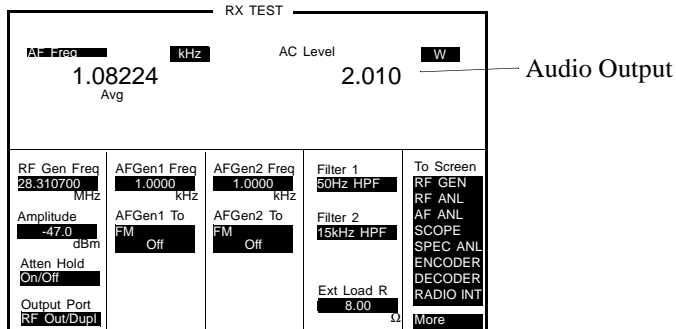 RX TEST
AF Freq
kHz
AC Level
W
1.08224
2.010
Avg
Audio Output
RF Gen Freq
28.310700
MHz
Amplitude
-47.0
dBm
Atten Hold
On/Off
Output Port
RF Out/Dupl
AFGen1 Freq
1.0000
kHz
AFGen1 To
FM
Off
AFGen2 Freq
1.0000
kHz
AFGen2 To
FM
Off
Filter 1
50Hz HPF
Filter 2
15kHz HPF
Ext Load R
8.00
Ω
To Screen
RF GEN
RF ANL
AF ANL
SCOPE
SPEC ANL
ENCODER
DECODER
RADIO INT
More